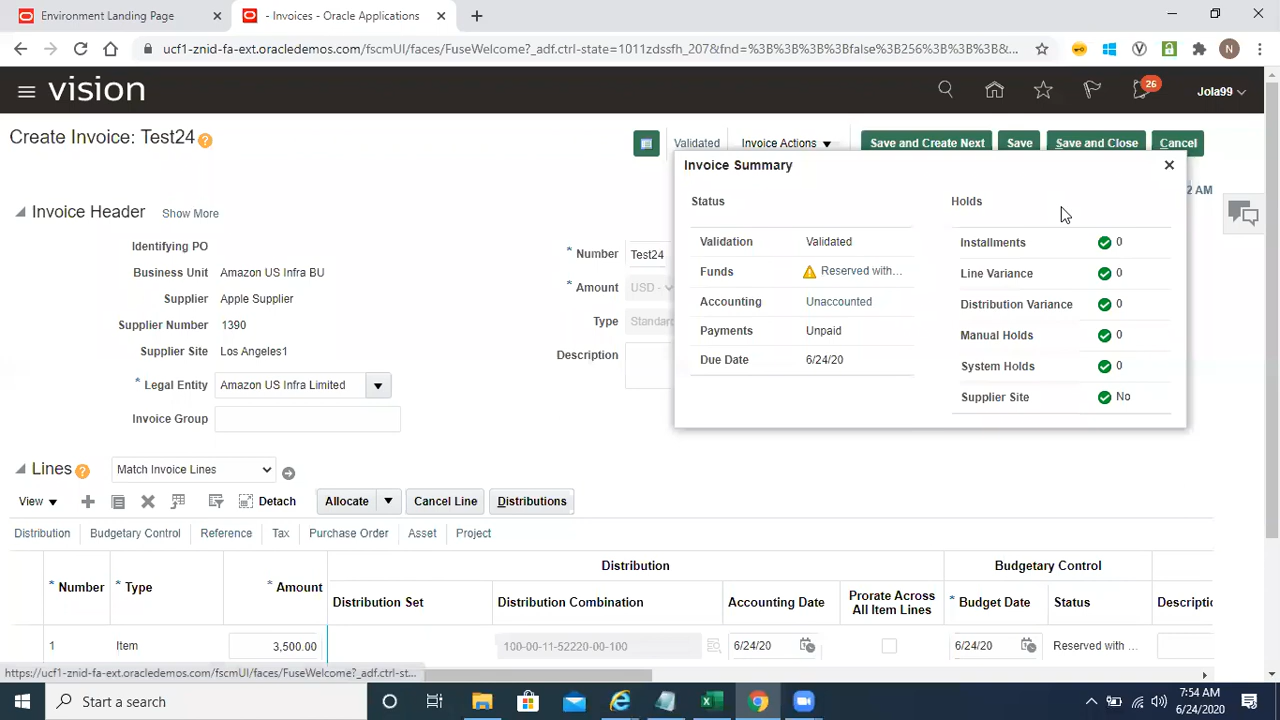 Environment Landing Page
- Invoices - Oracle Applications
ucf1-znid-fa-ext.oracledemos.com/fscmUI/faces/FuseWelcome?_adf.ctrl-state=1011zdssfh_207&fnd=%3B%3B%3B%3Bfalse%3B256%3B%3B%3B&...
N
vision
26
Jola99
Create Invoice: Test24
Validated
Invoice Actions
Save and Create Next
Save
Save and Close
Cancel
2 AM
Invoice Header
Show More
Identifying PO
Business Unit
Amazon US Infra BU
Supplier
Apple Supplier
Supplier Number
1390
Supplier Site
Los Angeles1
* Legal Entity
Amazon US Infra Limited
Invoice Group
* Number
Test24
* Amount
USD -
Type
Standard
Description
Invoice Summary
Status
Validation
Validated
Funds
Reserved with...
Accounting
Unaccounted
Payments
Unpaid
Due Date
6/24/20
Holds
Installments
0
Line Variance
0
Distribution Variance
0
Manual Holds
0
System Holds
0
Supplier Site
No
Lines
Match Invoice Lines
View
Detach
Allocate
Cancel Line
Distributions
Distribution
Budgetary Control
Reference
Tax
Purchase Order
Asset
Project
* Number
* Type
* Amount
Distribution
Budgetary Control
Distribution Set
Distribution Combination
Accounting Date
Prorate Across
All Item Lines
* Budget Date
Status
1
Item
3,500.00
100-00-11-52220-00-100
6/24/20
6/24/20
Reserved with ...
https://ucf1-znid-fa-ext.oracledemos.com/fscmUI/faces/FuseWelcome?_adf.ctrl-st...
Start a search
7:54 AM
6/24/2020